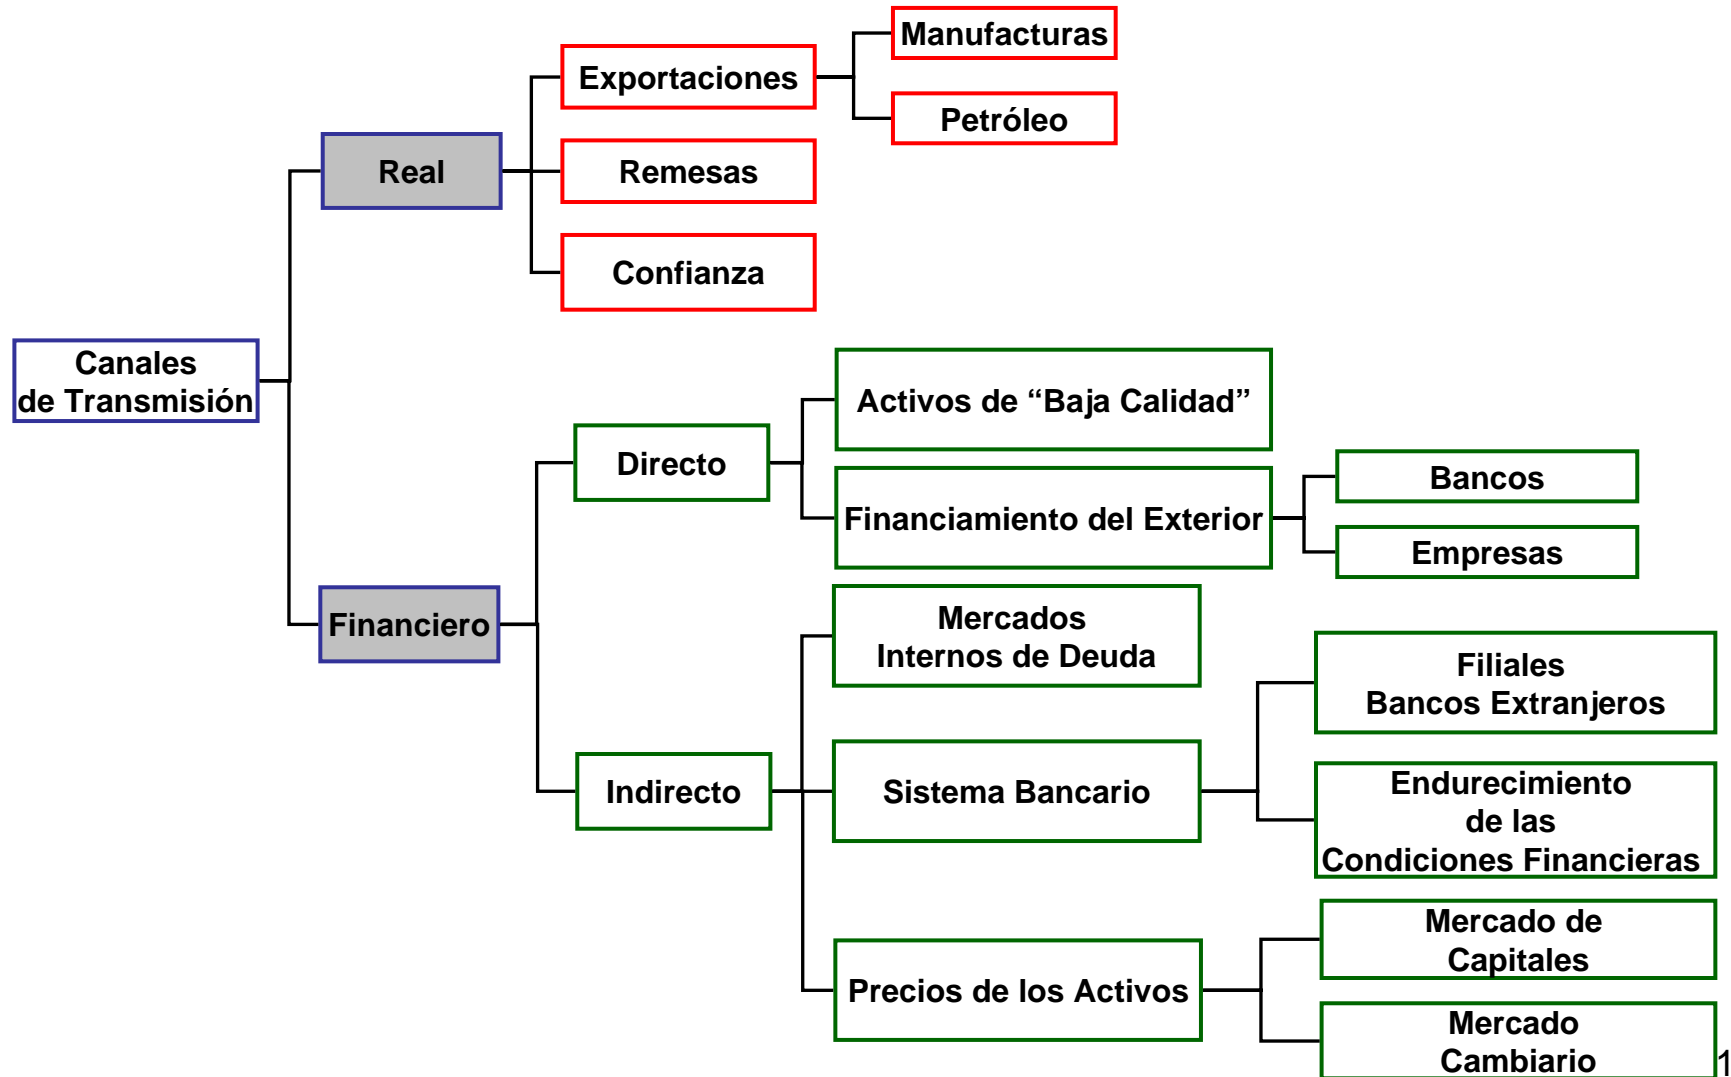 Manufacturas
Exportaciones
Petróleo
Real
Remesas
Confianza
Canales
de Transmisión
Activos de “Baja Calidad”
Directo
Bancos
Financiamiento del Exterior
Empresas
Financiero
Mercados
Internos de Deuda
Filiales
Bancos Extranjeros
Indirecto
Sistema Bancario
Endurecimiento
de las
Condiciones Financieras
Mercado de
Capitales
Precios de los Activos
Mercado
Cambiario
1